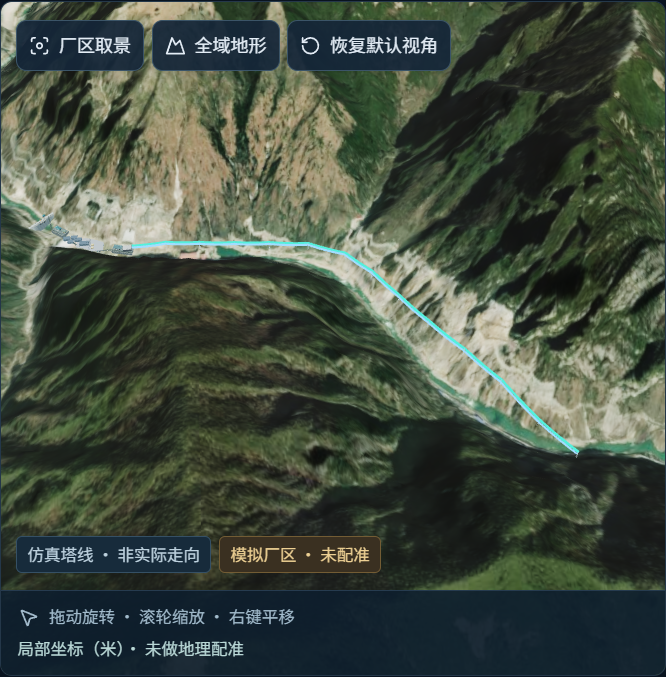 厂区取景 全域地形 恢复默认视角
仿真塔线 · 非实际走向 模拟厂区 · 未配准
拖动旋转 · 滚轮缩放 · 右键平移
局部坐标（米）· 未做地理配准